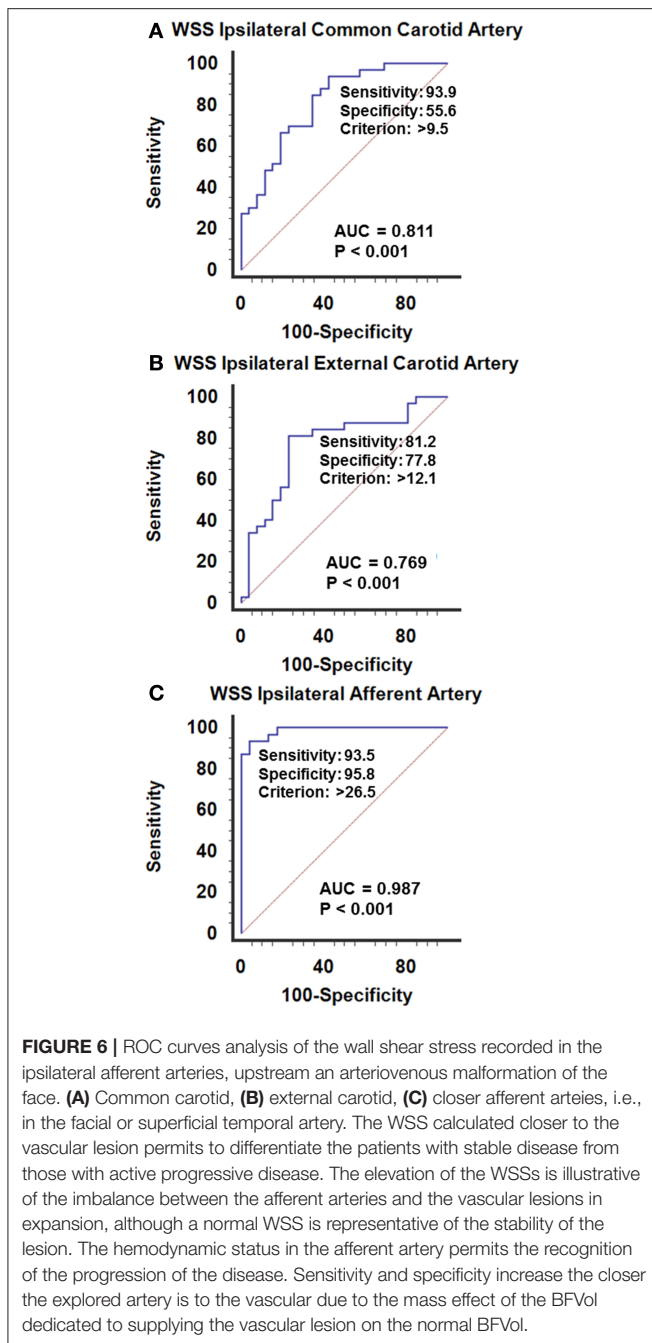 A WSS Ipsilateral Common Carotid Artery
100
80
60
40
20
0
Sensitivity
Sensitivity: 93.9
Specificity: 55.6
Criterion: >9.5
AUC = 0.811
P < 0.001
0 40 80
100-Specificity
B WSS Ipsilateral External Carotid Artery
100
80
60
40
20
0
Sensitivity
Sensitivity: 81.2
Specificity: 77.8
Criterion: >12.1
AUC = 0.769
P < 0.001
0 40 80
100-Specificity
C WSS Ipsilateral Afferent Artery
100
80
60
40
20
0
Sensitivity
Sensitivity: 93.5
Specificity: 95.8
Criterion: >26.5
AUC = 0.987
P < 0.001
0 40 80
100-Specificity
FIGURE 6 | ROC curves analysis of the wall shear stress recorded in the
ipsilateral afferent arteries, upstream an arteriovenous malformation of the
face. (A) Common carotid, (B) external carotid, (C) closer afferent arteies, i.e.,
in the facial or superficial temporal artery. The WSS calculated closer to the
vascular lesion permits to differentiate the patients with stable disease from
those with active progressive disease. The elevation of the WSSs is illustrative
of the imbalance between the afferent arteries and the vascular lesions in
expansion, although a normal WSS is representative of the stability of the
lesion. The hemodynamic status in the afferent artery permits the recognition
of the progression of the disease. Sensitivity and specificity increase the closer
the explored artery is to the vascular due to the mass effect of the BFVol
dedicated to supplying the vascular lesion on the normal BFVol.